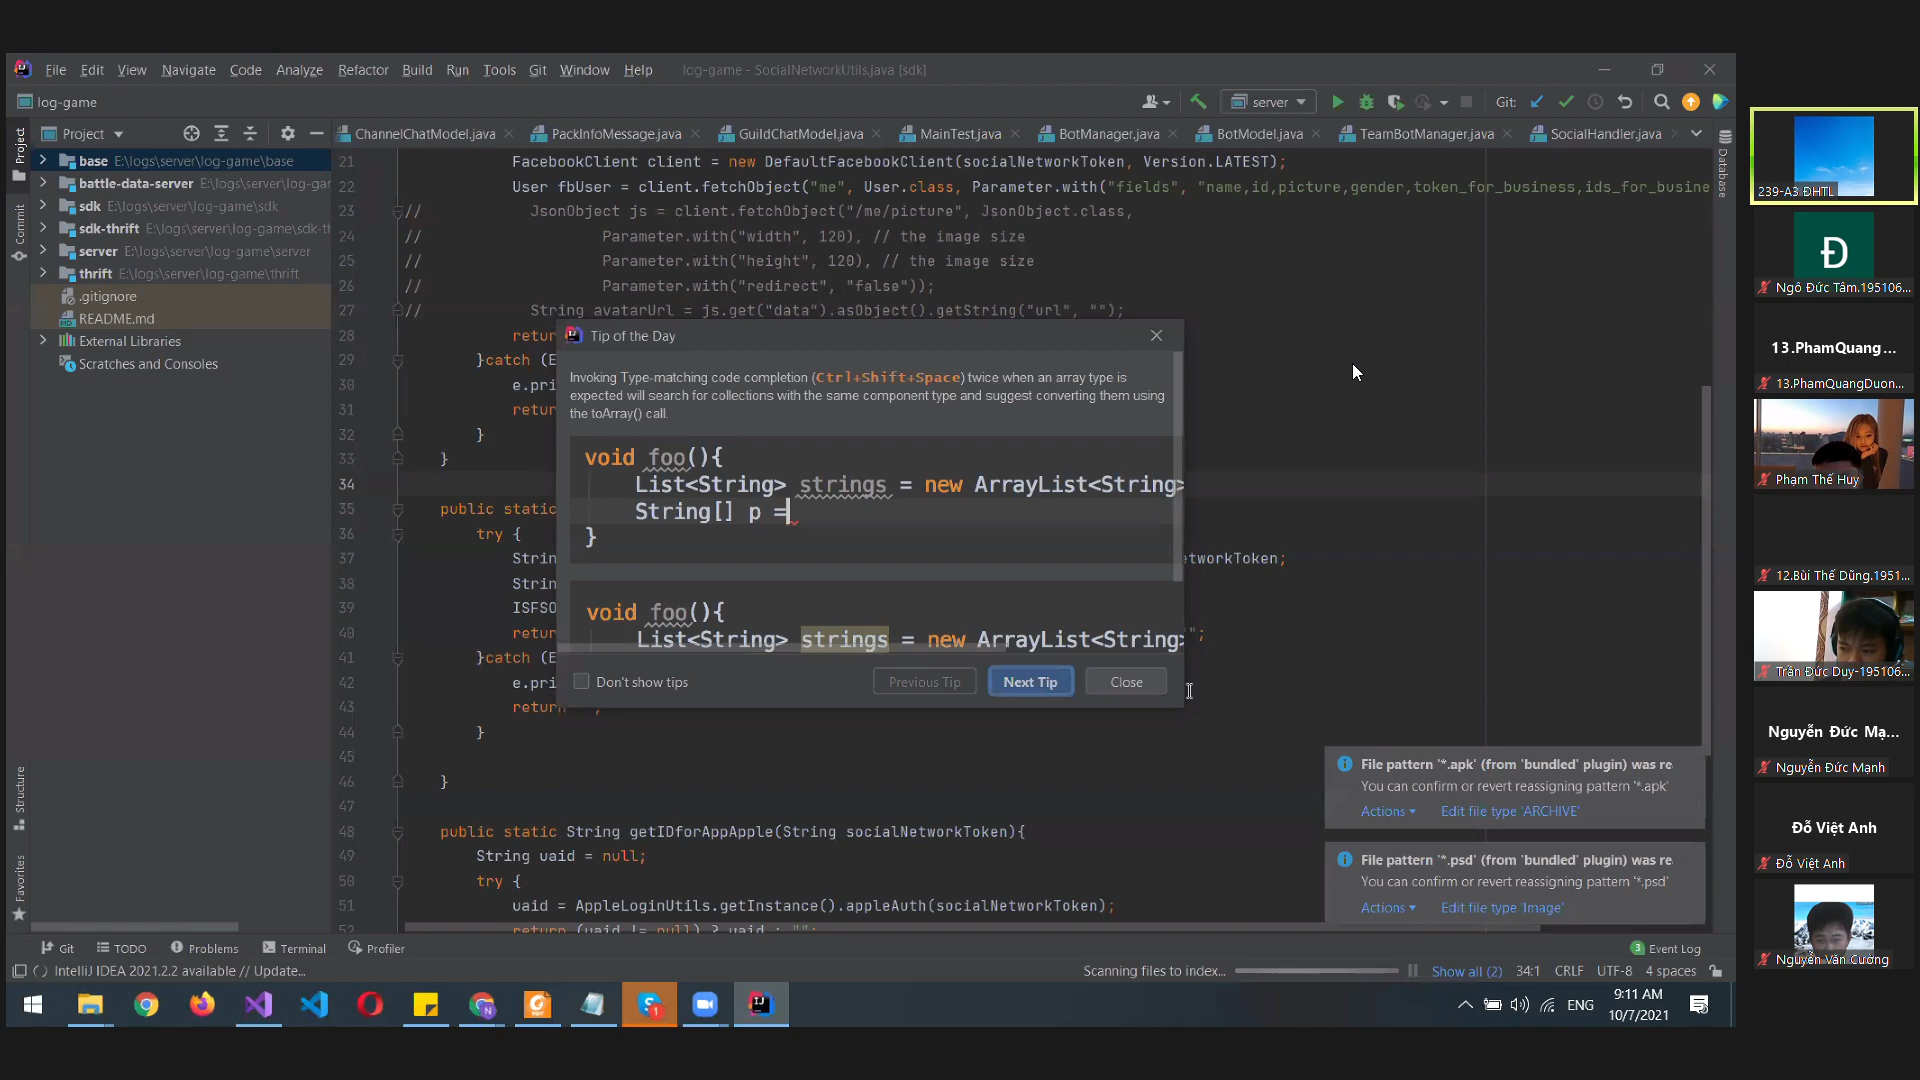 File Edit View Navigate Code Analyze Refactor Build Run Tools Git Window Help log-game - SocialNetworkUtils.java [sdk]
log-game
server
Git:
Project
ChannelChatModel.java
PackInfoMessage.java
GuildChatModel.java
MainTest.java
BotManager.java
BotModel.java
TeamBotManager.java
SocialHandler.java
Project
Commit
Structure
Favorites
Database
base E:\logs\server\log-game\base
battle-data-server E:\logs\server\log-gar
sdk E:\logs\server\log-game\sdk
sdk-thrift E:\logs\server\log-game\sdk-th
server E:\logs\server\log-game\server
thrift E:\logs\server\log-game\thrift
.gitignore
README.md
External Libraries
Scratches and Consoles
21 FacebookClient client = new DefaultFacebookClient(socialNetworkToken, Version.LATEST);
22 User fbUser = client.fetchObject("me", User.class, Parameter.with("fields", "name,id,picture,gender,token_for_business,ids_for_busine
23 // JsonObject js = client.fetchObject("/me/picture", JsonObject.class,
24 // Parameter.with("width", 120), // the image size
25 // Parameter.with("height", 120), // the image size
26 // Parameter.with("redirect", "false"));
27 // String avatarUrl = js.get("data").asObject().getString("url", "");
28 retur
29 }catch (E
30 e.pri
31 retur
32 }
33 }
34
35 public static
36 try {
37 Strin etworkToken;
38 Strin
39 ISFSO
40 retur ";
41 }catch (E
42 e.pri
43 return ;
44 }
45
46 }
47
48 public static String getIDforAppApple(String socialNetworkToken){
49 String uaid = null;
50 try {
51 uaid = AppleLoginUtils.getInstance().appleAuth(socialNetworkToken);
52 return (uaid != null) ? uaid : "";
Tip of the Day
Invoking Type-matching code completion (Ctrl+Shift+Space) twice when an array type is
expected will search for collections with the same component type and suggest converting them using
the toArray() call.
void foo(){
List<String> strings = new ArrayList<String>
String[] p =
}
void foo(){
List<String> strings = new ArrayList<String>
Don't show tips
Previous Tip
Next Tip
Close
File pattern '*.apk' (from 'bundled' plugin) was re
You can confirm or revert reassigning pattern '*.apk'
Actions Edit file type 'ARCHIVE'
File pattern '*.psd' (from 'bundled' plugin) was re
You can confirm or revert reassigning pattern '*.psd'
Actions Edit file type 'Image'
Git TODO Problems Terminal Profiler
3 Event Log
IntelliJ IDEA 2021.2.2 available // Update...
Scanning files to index... Show all (2) 34:1 CRLF UTF-8 4 spaces
ENG
9:11 AM
10/7/2021
239-A3 ĐHTL
Đ
Ngô Đức Tâm.195106...
13.PhamQuang...
13.PhamQuangDuon...
Phạm Thế Huy
12.Bùi Thế Dũng.1951...
Trần Đức Duy-195106...
Nguyễn Đức Mạ...
Nguyễn Đức Mạnh
Đỗ Việt Anh
Đỗ Việt Anh
Nguyễn Văn Cường